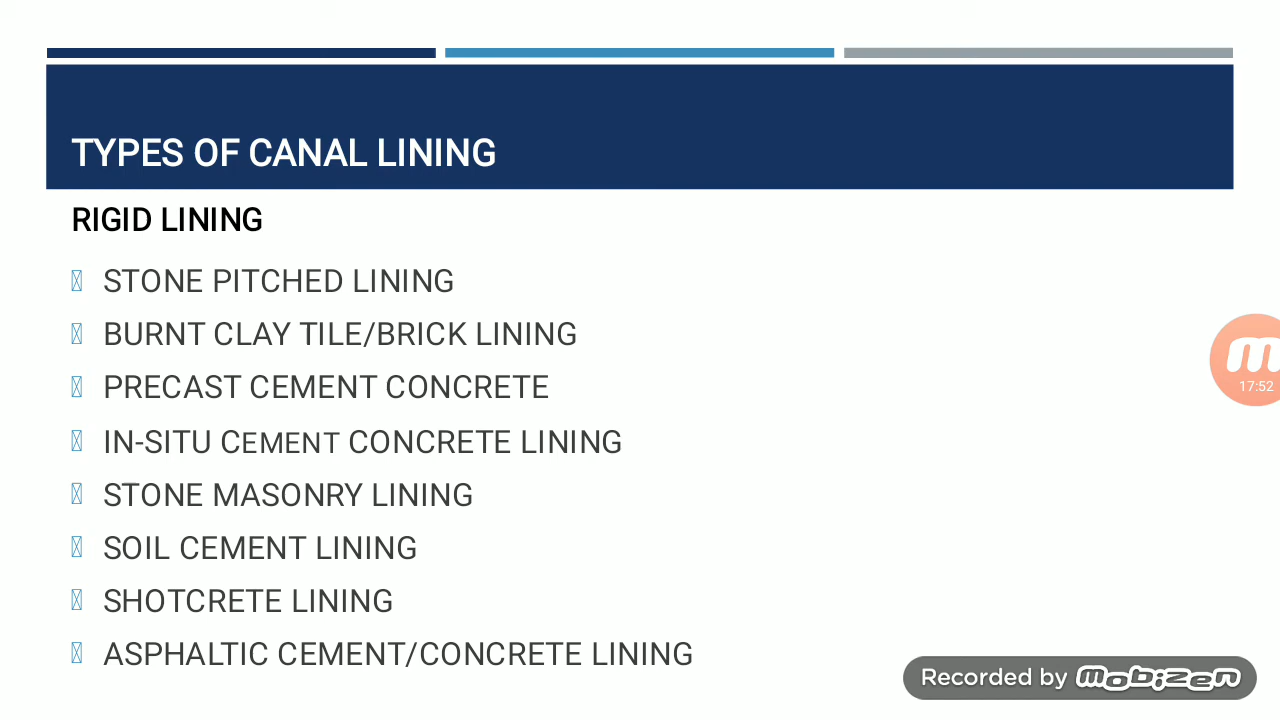 TYPES OF CANAL LINING
RIGID LINING
STONE PITCHED LINING
BURNT CLAY TILE/BRICK LINING
PRECAST CEMENT CONCRETE
IN-SITU CEMENT CONCRETE LINING
STONE MASONRY LINING
SOIL CEMENT LINING
SHOTCRETE LINING
ASPHALTIC CEMENT/CONCRETE LINING
m
17:52
Recorded by mobizen